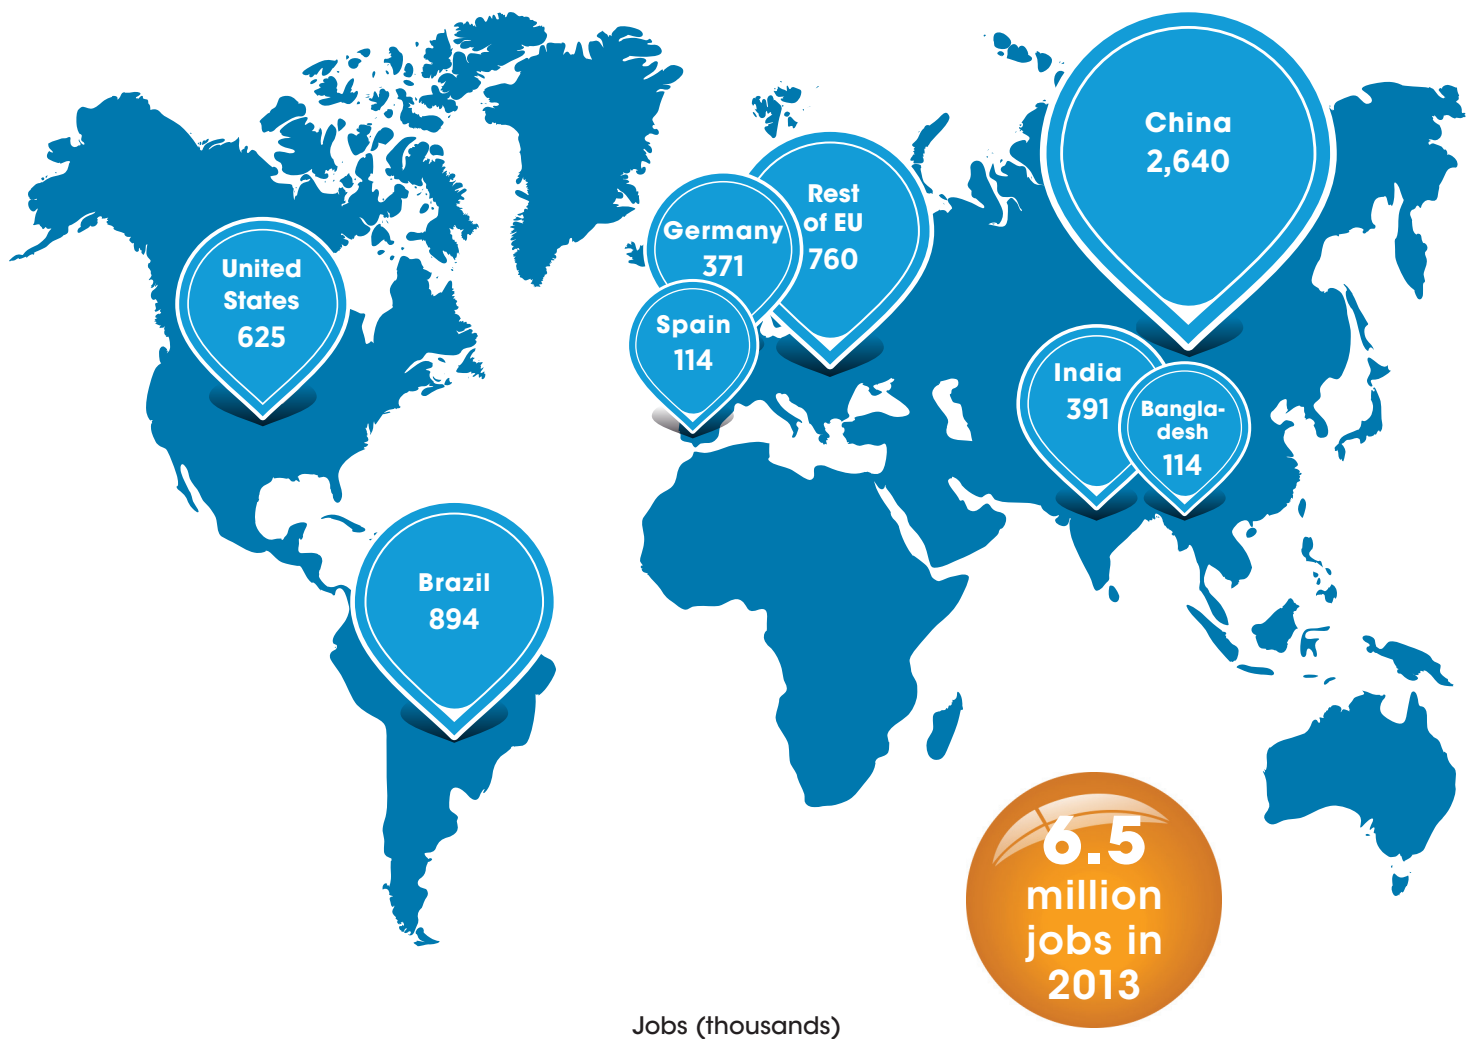 China
2,640
Rest
of EU
760
Germany
371
United
States
625
Spain
114
India
391
Bangla-
desh
114
Brazil
894
6.5
million
jobs in
2013
Jobs (thousands)